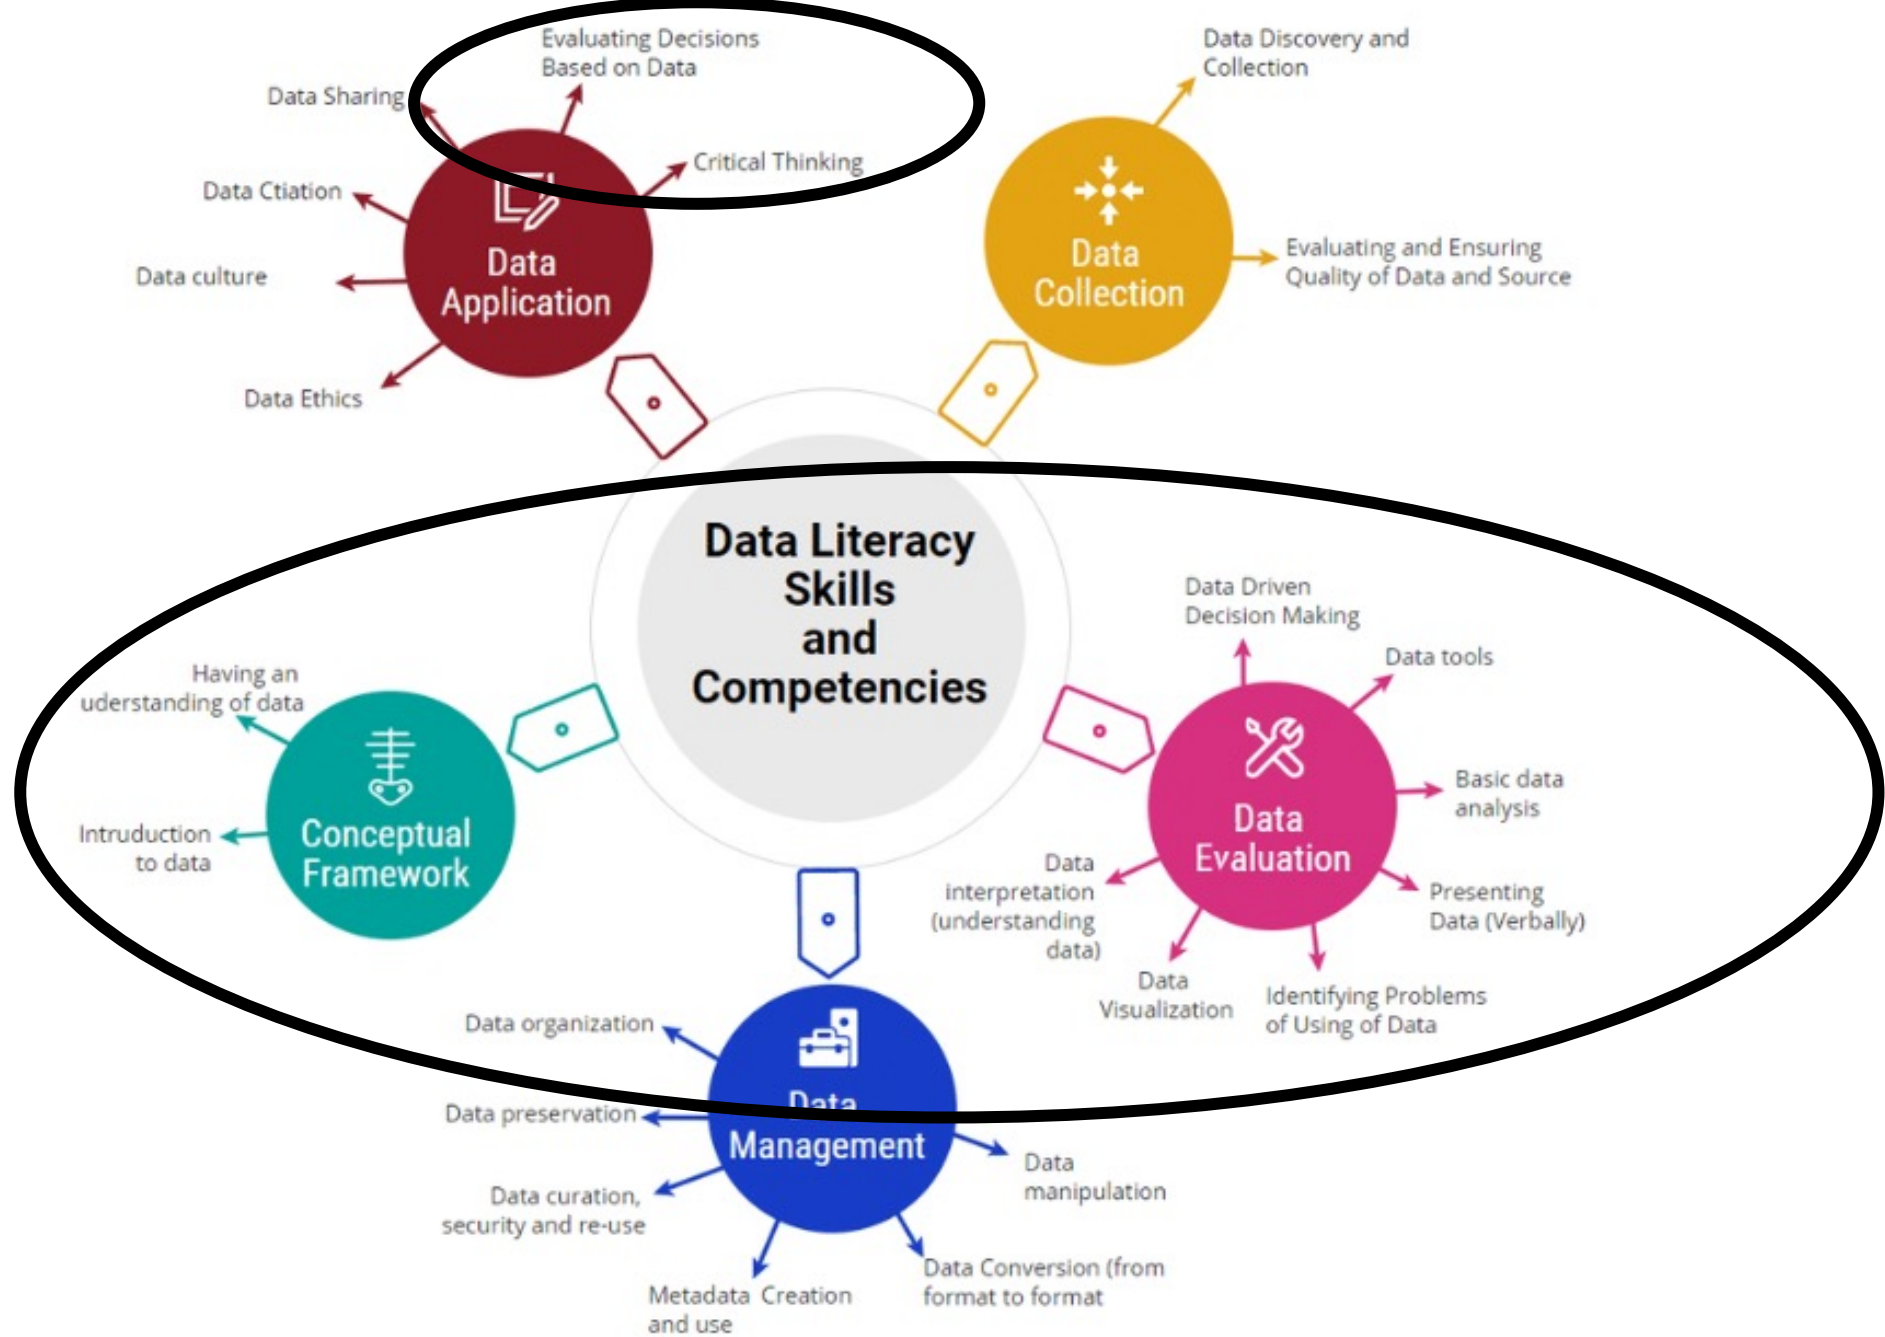 Evaluating Decisions
Based on Data
Data Sharing
Critical Thinking
Data Ctiation
Data culture
Data Ethics
Data
Application
Data Discovery and
Collection
Evaluating and Ensuring
Quality of Data and Source
Data
Collection
Data Literacy
Skills
and
Competencies
Having an
uderstanding of data
Intruduction
to data
Conceptual
Framework
Data Driven
Decision Making
Data tools
Basic data
analysis
Presenting
Data (Verbally)
Identifying Problems
of Using of Data
Data
Visualization
Data
interpretation
(understanding
data)
Data
Evaluation
Data organization
Data preservation
Data curation,
security and re-use
Metadata Creation
and use
Data Conversion (from
format to format
Data
manipulation
Data
Management